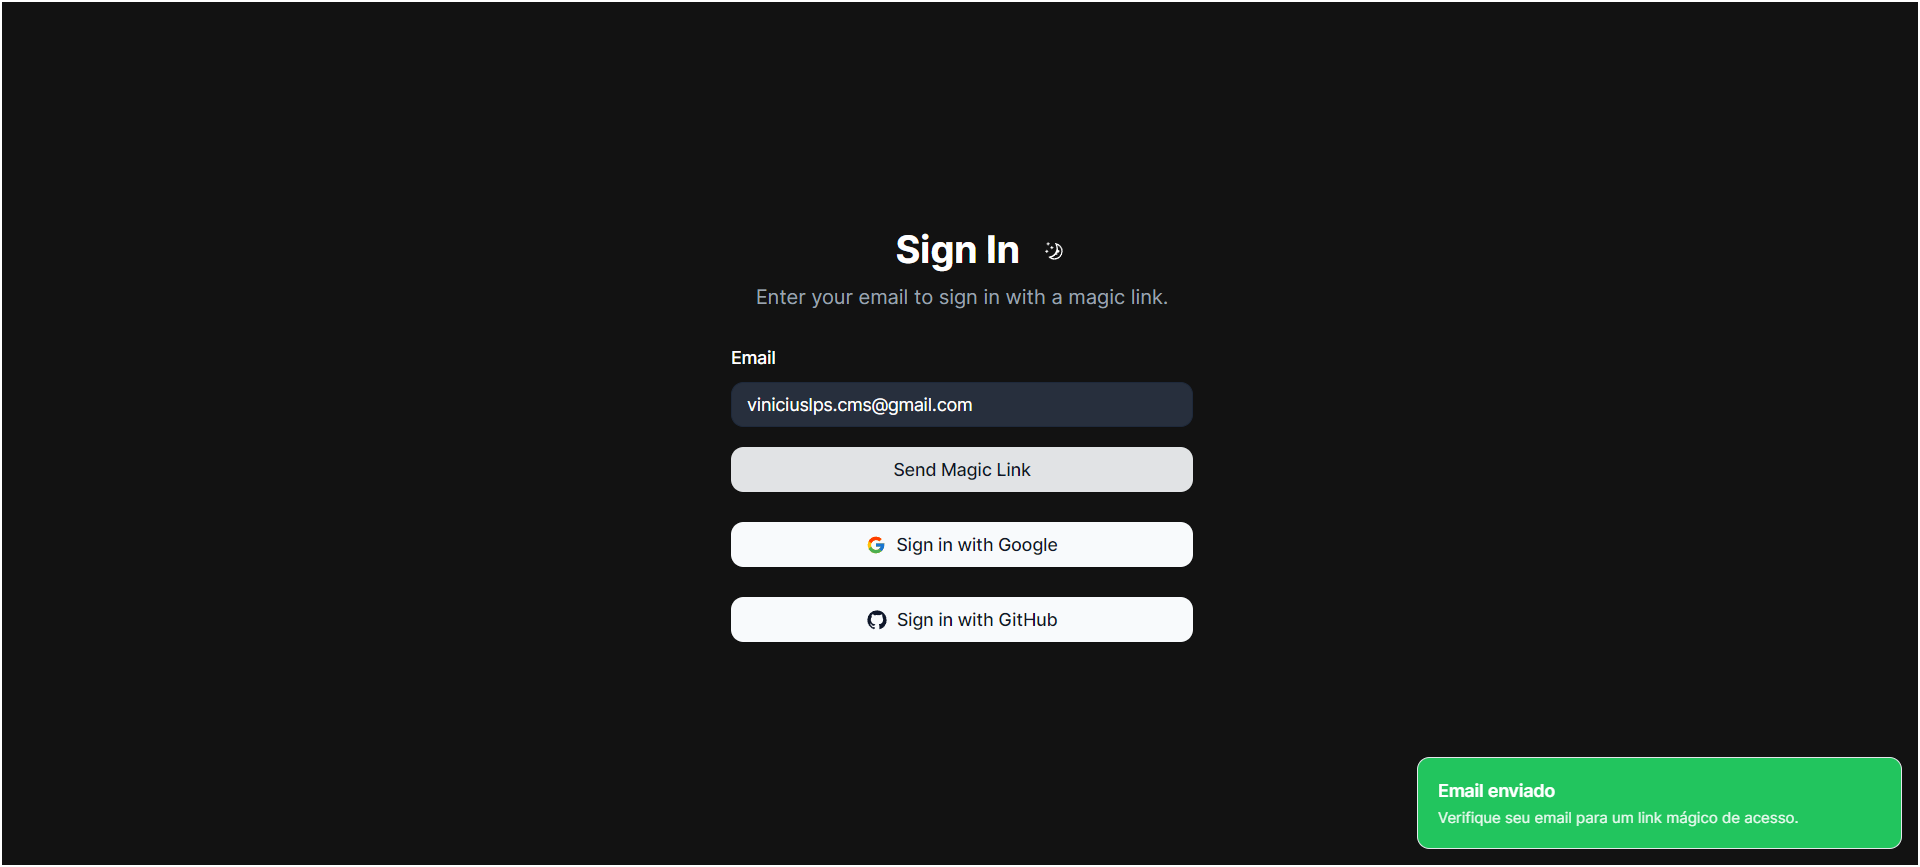 Sign In
Enter your email to sign in with a magic link.
Email
viniciuslps.cms@gmail.com
Send Magic Link
Sign in with Google
Sign in with GitHub
Email enviado
Verifique seu email para um link mágico de acesso.